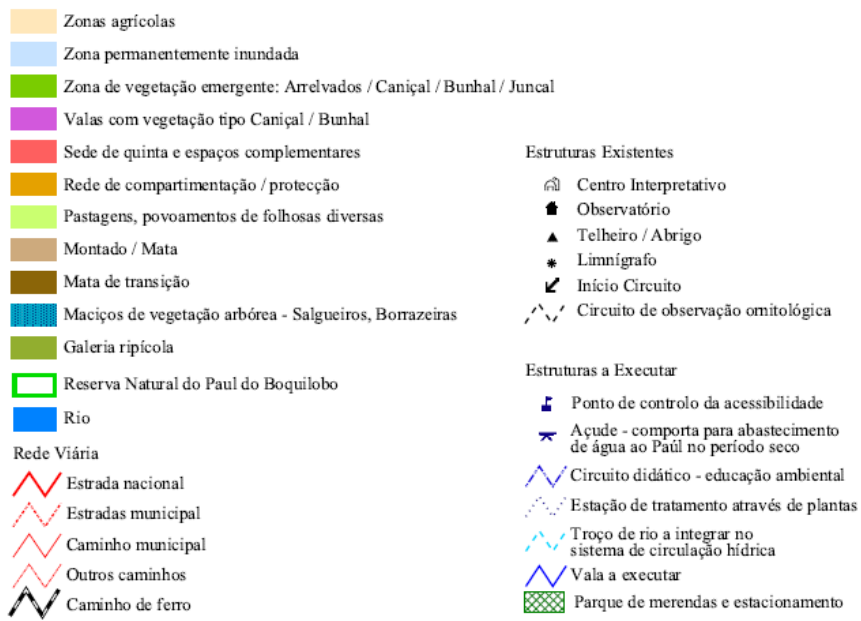 Zonas agrícolas
Zona permanentemente inundada
Zona de vegetação emergente: Arrelvados / Caniçal / Bunhal / Juncal
Valas com vegetação tipo Caniçal / Bunhal
Sede de quinta e espaços complementares
Rede de compartimentação / protecção
Pastagens, povoamentos de folhosas diversas
Montado / Mata
Mata de transição
Maciços de vegetação arbórea - Salgueiros, Borrazeiras
Galeria ripícola
Reserva Natural do Paul do Boquilobo
Rio
Rede Viária
Estrada nacional
Estradas municipal
Caminho municipal
Outros caminhos
Caminho de ferro
Estruturas Existentes
Centro Interpretativo
Observatório
Telheiro / Abrigo
Limnígrafo
Início Circuito
Circuito de observação ornitológica
Estruturas a Executar
Ponto de controlo da acessibilidade
Açude - comporta para abastecimento
de água ao Paúl no período seco
Circuito didático - educação ambiental
Estação de tratamento através de plantas
Troço de rio a integrar no
sistema de circulação hídrica
Vala a executar
Parque de merendas e estacionamento